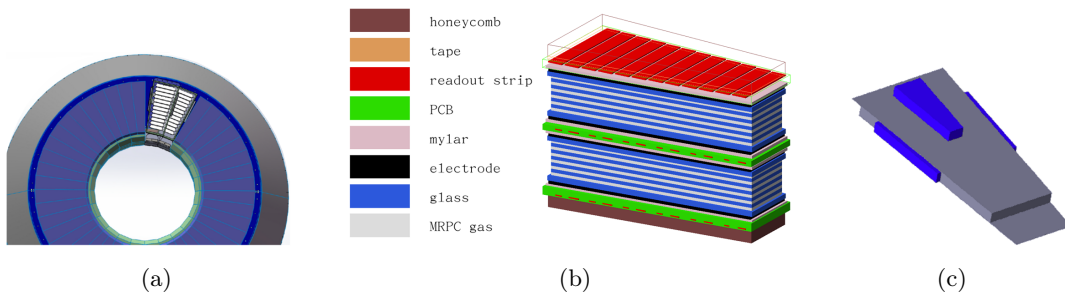 honeycomb
tape
readout strip
PCB
mylar
electrode
glass
MRPC gas
(a)
(b)
(c)